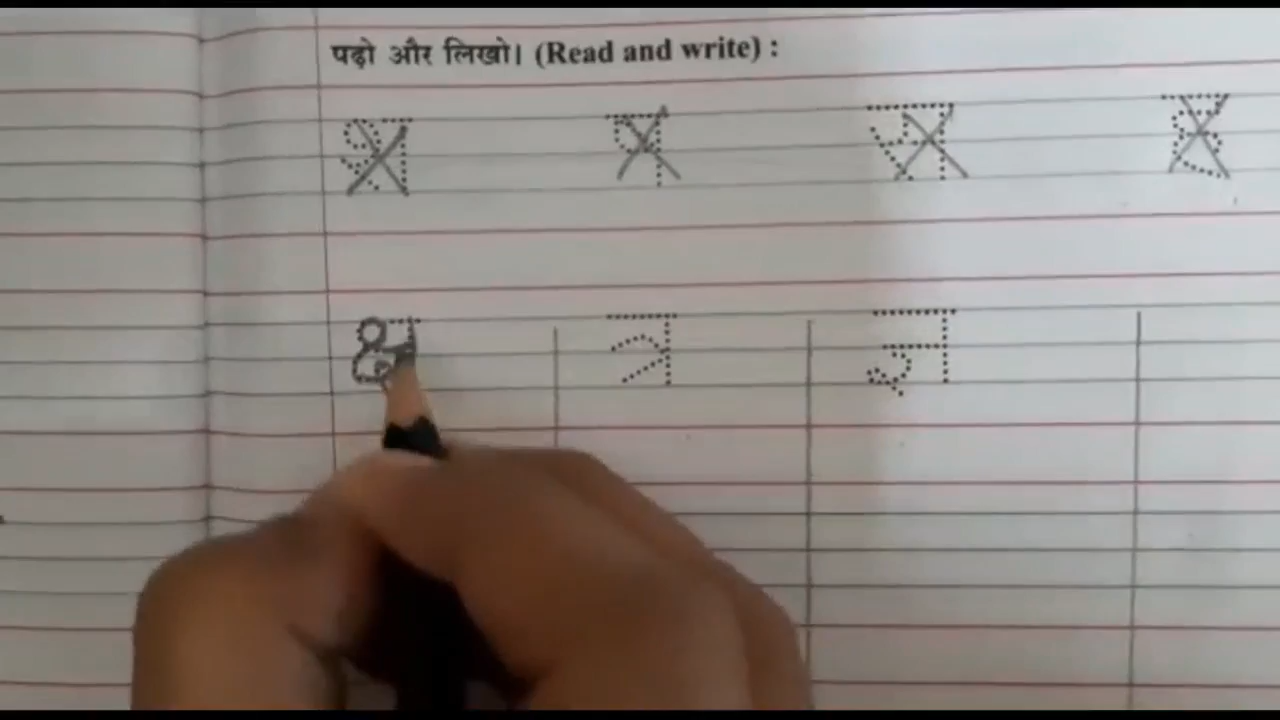 पढ़ो और लिखो। (Read and write) :
श ष स ह
क्ष त्र ज्ञ